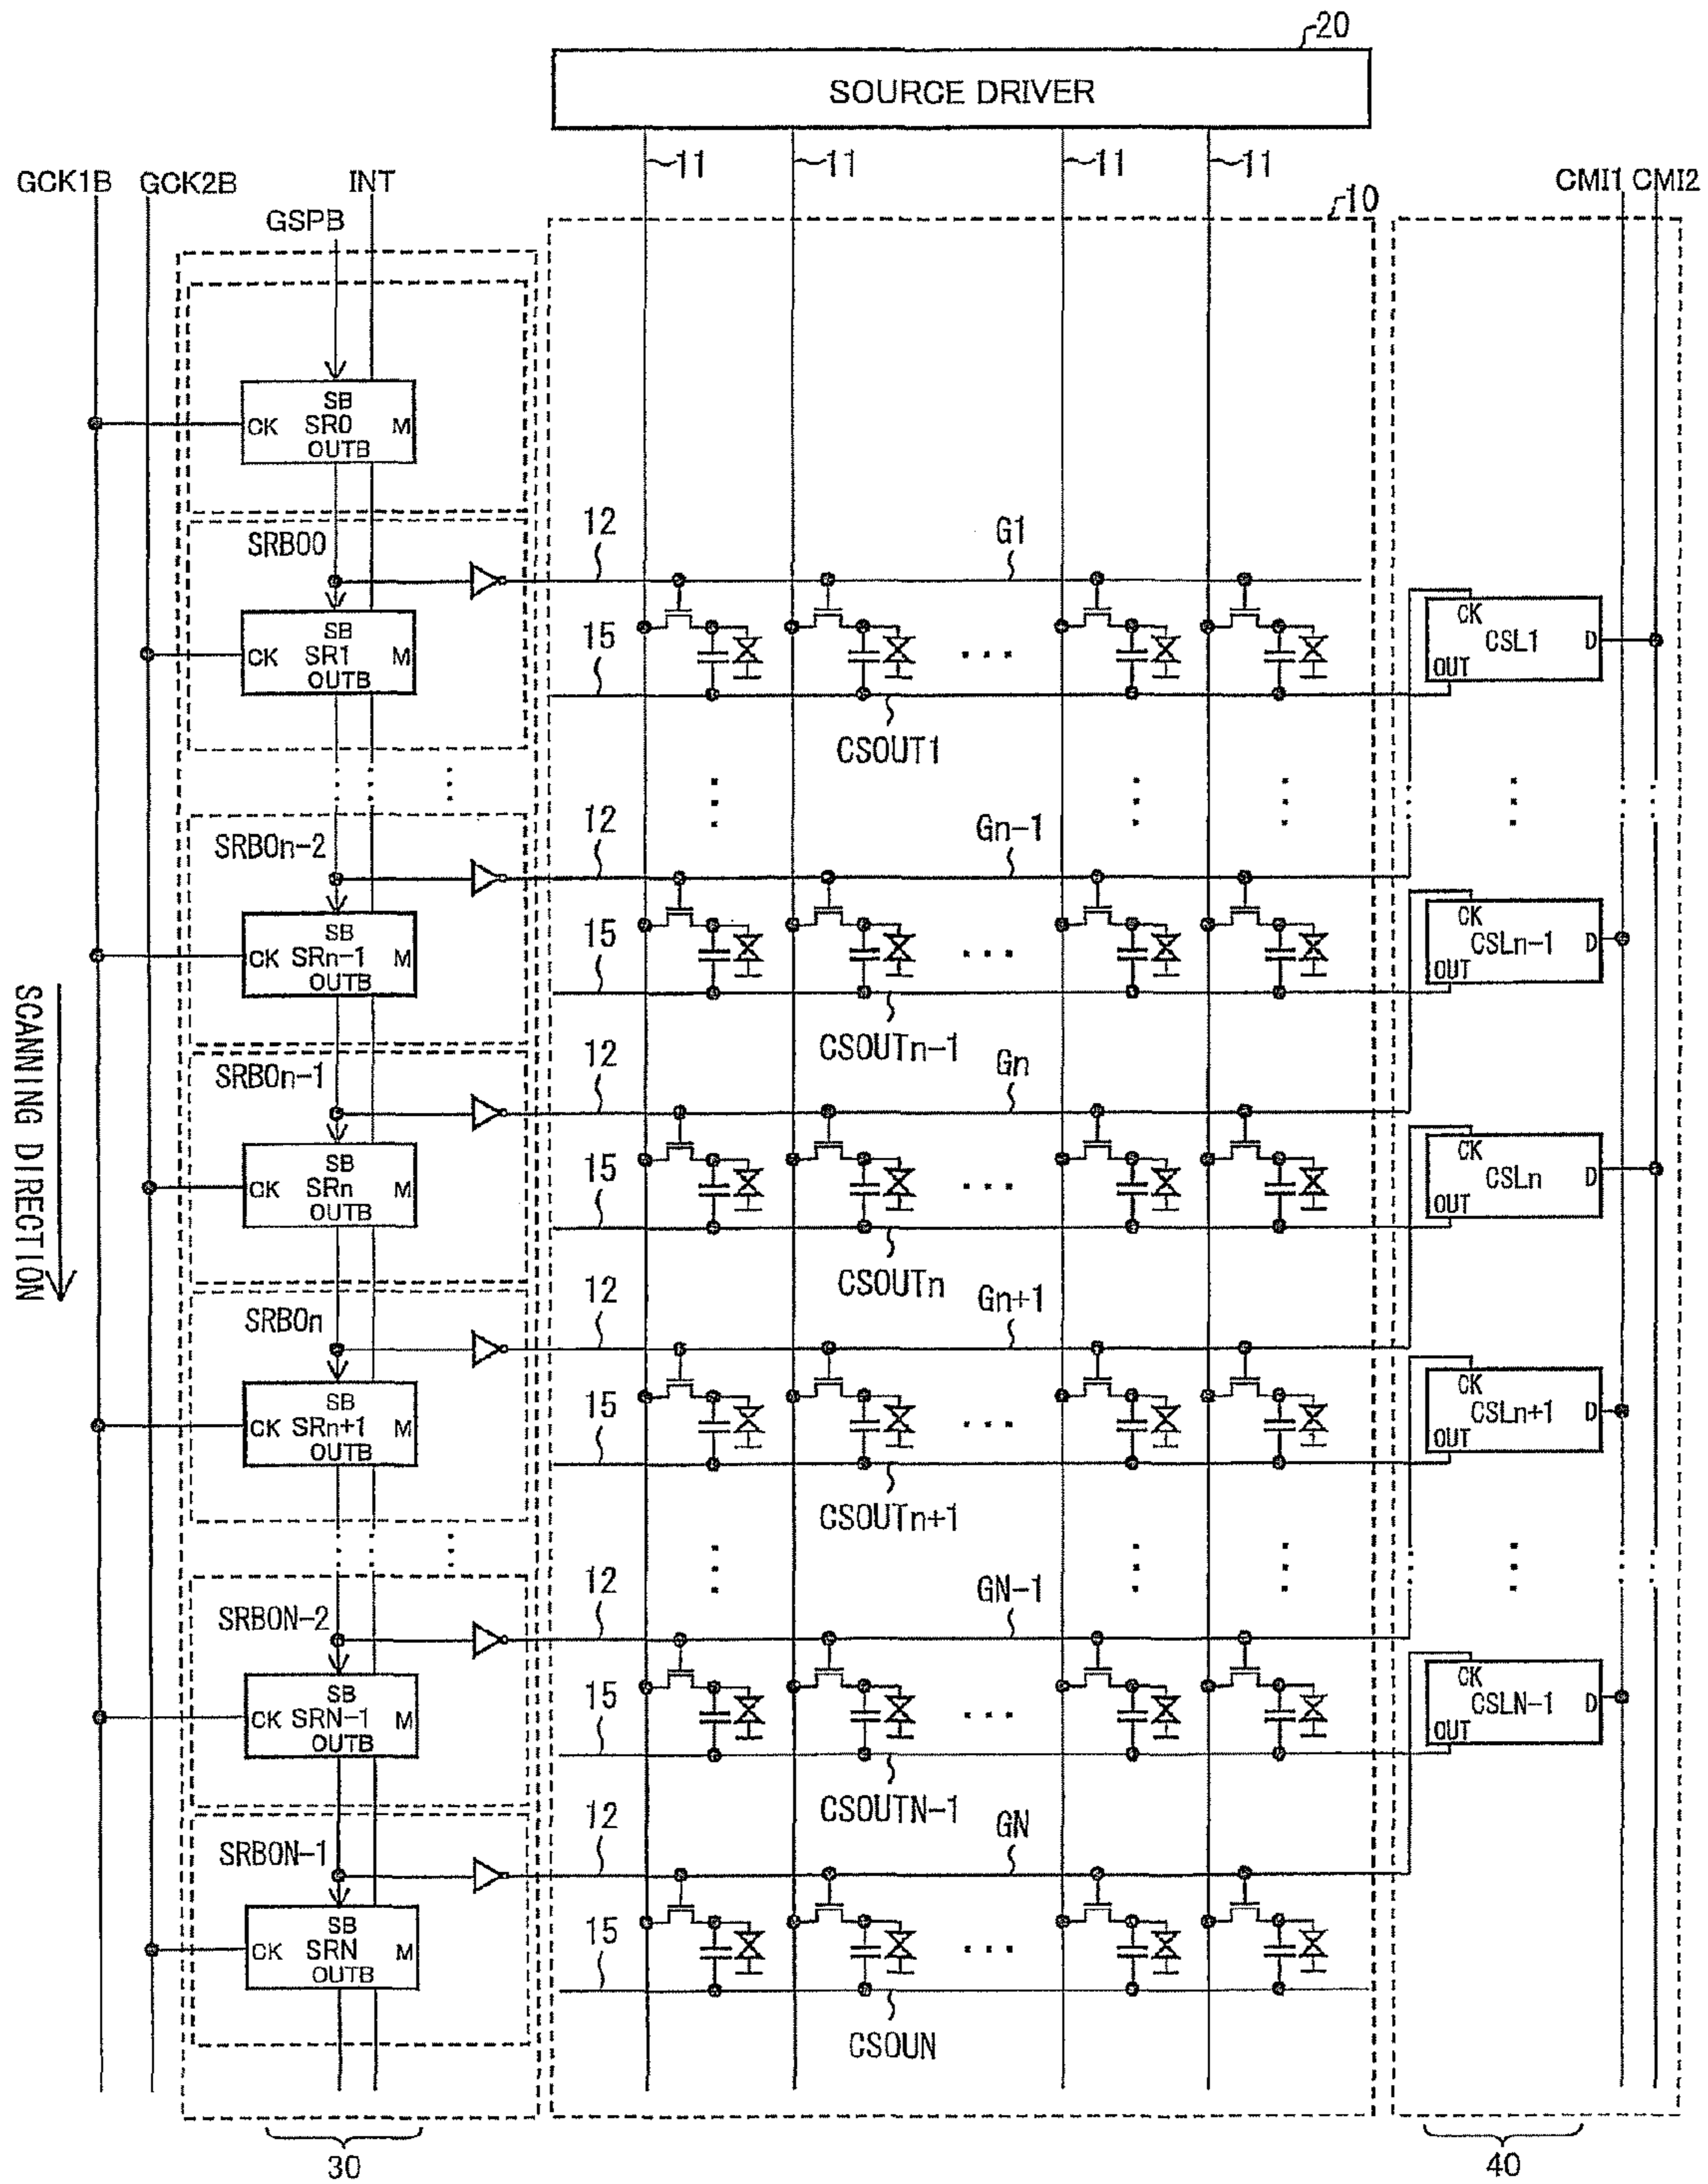 20
SOURCE DRIVER
11 11 11 11
GCK1B GCK2B INT CMI1 CMI2
GSPB
10
SB
CK SR0 M
OUTB
SRBO0
12
G1
SB
CK SR1 M
OUTB
15
...
CK
CSL1 D
OUT
CSOUT1
SRBOn-2
12
Gn-1
SB
CK SRn-1 M
OUTB
15
...
CK
CSLn-1 D
OUT
CSOUTn-1
SCANNING DIRECTION
SRBOn-1
12
Gn
SB
CK SRn M
OUTB
15
...
CK
CSLn D
OUT
CSOUTn
SRBOn
12
Gn+1
SB
CK SRn+1 M
OUTB
15
...
CK
CSLn+1 D
OUT
CSOUTn+1
SRBON-2
12
GN-1
SB
CK SRN-1 M
OUTB
15
...
CK
CSLN-1 D
OUT
CSOUTN-1
SRBON-1
12
GN
SB
CK SRN M
OUTB
15
...
CSOUN
30
40